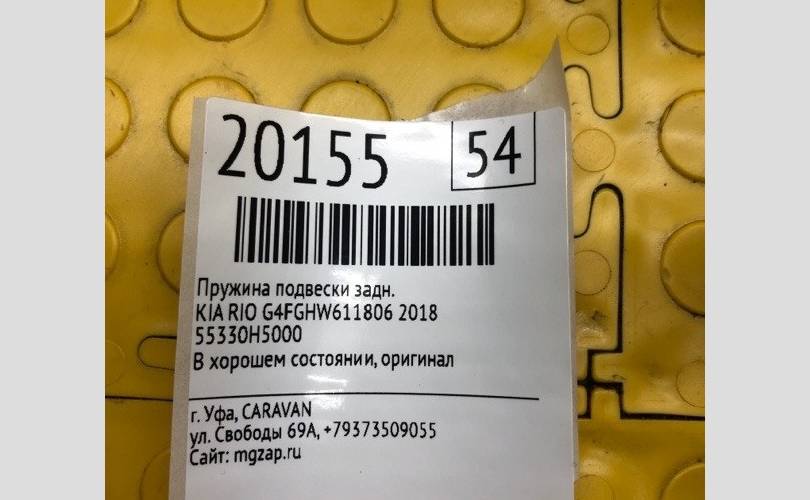 20155 54
Пружина подвески задн.
KIA RIO G4FGHW611806 2018
55330H5000
В хорошем состоянии, оригинал
г. Уфа, CARAVAN
ул. Свободы 69А, +79373509055
Сайт: mgzap.ru